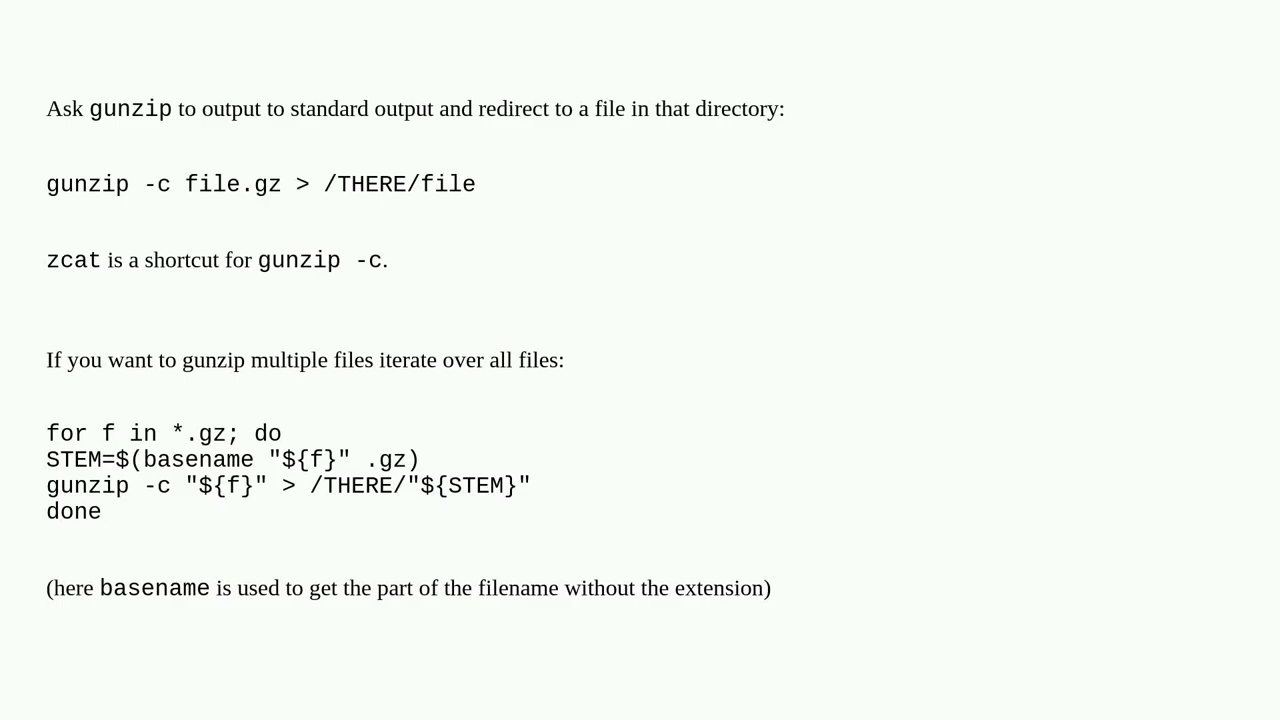 Ask gunzip to output to standard output and redirect to a file in that directory:
gunzip -c file.gz > /THERE/file
zcat is a shortcut for gunzip -c.
If you want to gunzip multiple files iterate over all files:
for f in *.gz; do
STEM=$(basename "${f}" .gz)
gunzip -c "${f}" > /THERE/"${STEM}"
done
(here basename is used to get the part of the filename without the extension)